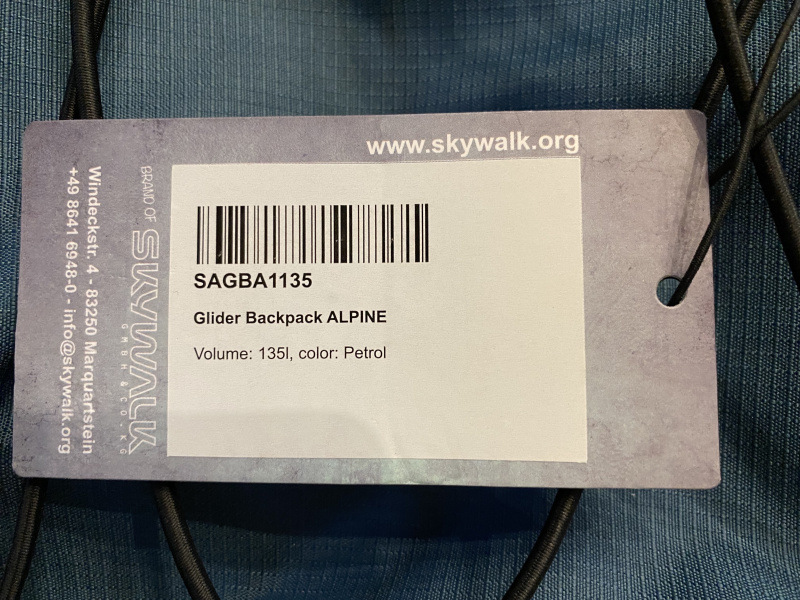 www.skywalk.org
SAGBA1135
Glider Backpack ALPINE
Volume: 135l, color: Petrol
BRAND OF
SKYWALK
GMBH & CO. KG
Windeckstr. 4 - 83250 Marquartstein
+49 8641 6948-0 - info@skywalk.org